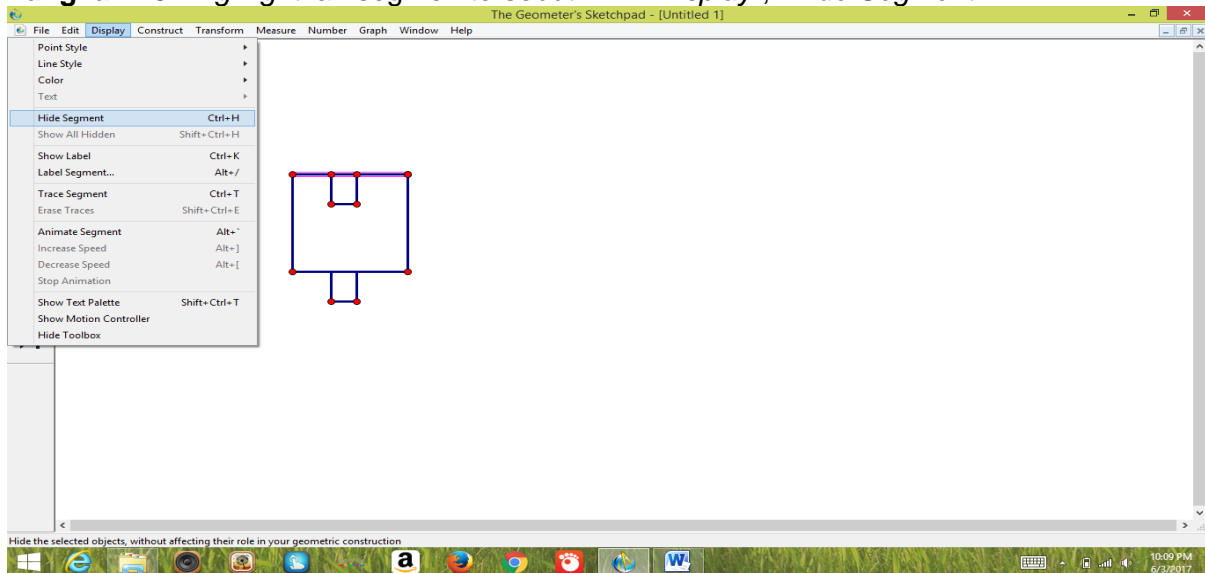 The Geometer's Sketchpad - [Untitled 1]
File Edit Display Construct Transform Measure Number Graph Window Help
Point Style
Line Style
Color
Text
Hide Segment Ctrl+H
Show All Hidden Shift+Ctrl+H
Show Label Ctrl+K
Label Segment... Alt+/
Trace Segment Ctrl+T
Erase Traces Shift+Ctrl+E
Animate Segment Alt+`
Increase Speed Alt+]
Decrease Speed Alt+[
Stop Animation
Show Text Palette Shift+Ctrl+T
Show Motion Controller
Hide Toolbox
Hide the selected objects, without affecting their role in your geometric construction
a
W
10:09 PM
6/3/2017